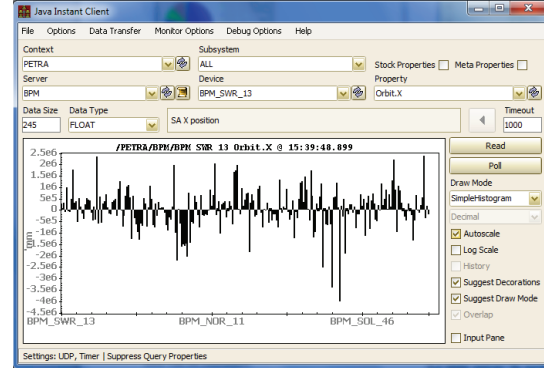 Java Instant Client
File Options Data Transfer Monitor Options Debug Options Help
Context Subsystem
PETRA ALL Stock Properties Meta Properties
Server Device Property
BPM BPM_SWR_13 Orbit.X
Data Size Data Type Timeout
245 FLOAT SA X position 1000
/PETRA/BPM/BPM SWR 13 Orbit.X @ 15:39:48.899
Read
Poll
Draw Mode
SimpleHistogram
Decimal
Autoscale
Log Scale
History
Suggest Decorations
Suggest Draw Mode
Overlap
Input Pane
2.5e6
2e6
1.5e6
1e6
5e5
0
-5e5
-1e6
-1.5e6
-2e6
-2.5e6
-3e6
-3.5e6
-4e6
-4.5e6
BPM_SWR_13 BPM_NOR_11 BPM_SOL_46
Settings: UDP, Timer | Suppress Query Properties